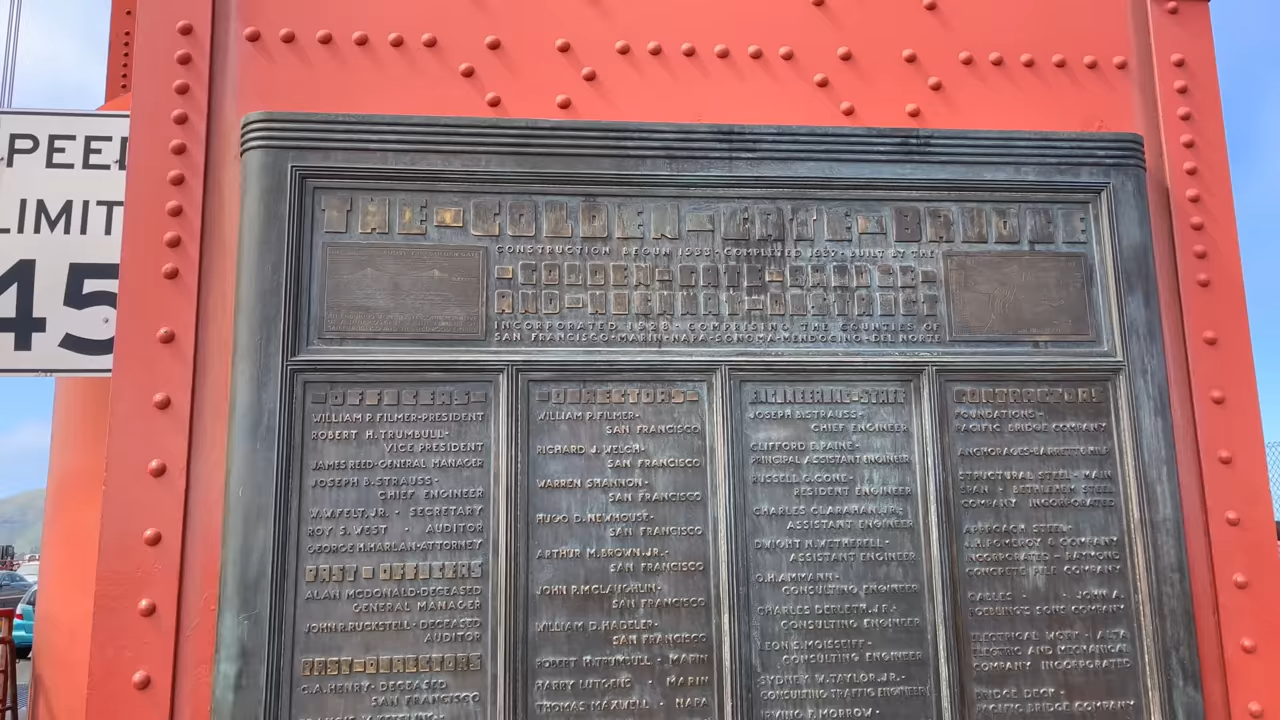 SPEED
LIMIT
45
THE GOLDEN GATE BRIDGE
CONSTRUCTION BEGUN 1933 · COMPLETED 1937 · BUILT BY THE
GOLDEN GATE BRIDGE
AND HIGHWAY DISTRICT
INCORPORATED 1928 · COMPRISING THE COUNTIES OF
SAN FRANCISCO · MARIN · NAPA · SONOMA · MENDOCINO · DEL NORTE
OFFICERS
WILLIAM P. FILMER · PRESIDENT
ROBERT H. TRUMBULL ·
VICE PRESIDENT
JAMES REED · GENERAL MANAGER
JOSEPH B. STRAUSS ·
CHIEF ENGINEER
W.W. FELT, JR. · SECRETARY
ROY S. WEST · AUDITOR
GEORGE H. HARLAN · ATTORNEY
PAST OFFICERS
ALAN MCDONALD · DECEASED
GENERAL MANAGER
JOHN R. RUCKSTELL · DECEASED
AUDITOR
PAST DIRECTORS
C.A. HENRY · DECEASED
SAN FRANCISCO
DIRECTORS
WILLIAM P. FILMER ·
SAN FRANCISCO
RICHARD J. WELCH ·
SAN FRANCISCO
WARREN SHANNON ·
SAN FRANCISCO
HUGO D. NEWHOUSE ·
SAN FRANCISCO
ARTHUR M. BROWN, JR. ·
SAN FRANCISCO
JOHN P. MCLAUGHLIN ·
SAN FRANCISCO
WILLIAM D. HADELER ·
SAN FRANCISCO
ROBERT H. TRUMBULL · MARIN
HARRY LUTGENS · MARIN
THOMAS MAXWELL · NAPA
ENGINEERING STAFF
JOSEPH B. STRAUSS ·
CHIEF ENGINEER
CLIFFORD E. PAINE ·
PRINCIPAL ASSISTANT ENGINEER
RUSSELL G. CONE ·
RESIDENT ENGINEER
CHARLES CLARAHAN, JR. ·
ASSISTANT ENGINEER
DWIGHT N. WETHERELL ·
ASSISTANT ENGINEER
O.H. AMMANN ·
CONSULTING ENGINEER
CHARLES DERLETH, JR. ·
CONSULTING ENGINEER
LEON S. MOISSEIFF ·
CONSULTING ENGINEER
SYDNEY W. TAYLOR, JR. ·
CONSULTING TRAFFIC ENGINEER
IRVING F. MORROW ·
CONTRACTORS
FOUNDATIONS ·
PACIFIC BRIDGE COMPANY
ANCHORAGES · BARRETT & HILP
STRUCTURAL STEEL · MAIN
SPAN · BETHLEHEM STEEL
COMPANY INCORPORATED
APPROACH STEEL ·
J.H. POMEROY & COMPANY
INCORPORATED · RAYMOND
CONCRETE PILE COMPANY
CABLES · JOHN A.
ROEBLING'S SONS COMPANY
ELECTRICAL WORK · ALTA
ELECTRIC AND MECHANICAL
COMPANY INCORPORATED
BRIDGE DECK ·
PACIFIC BRIDGE COMPANY